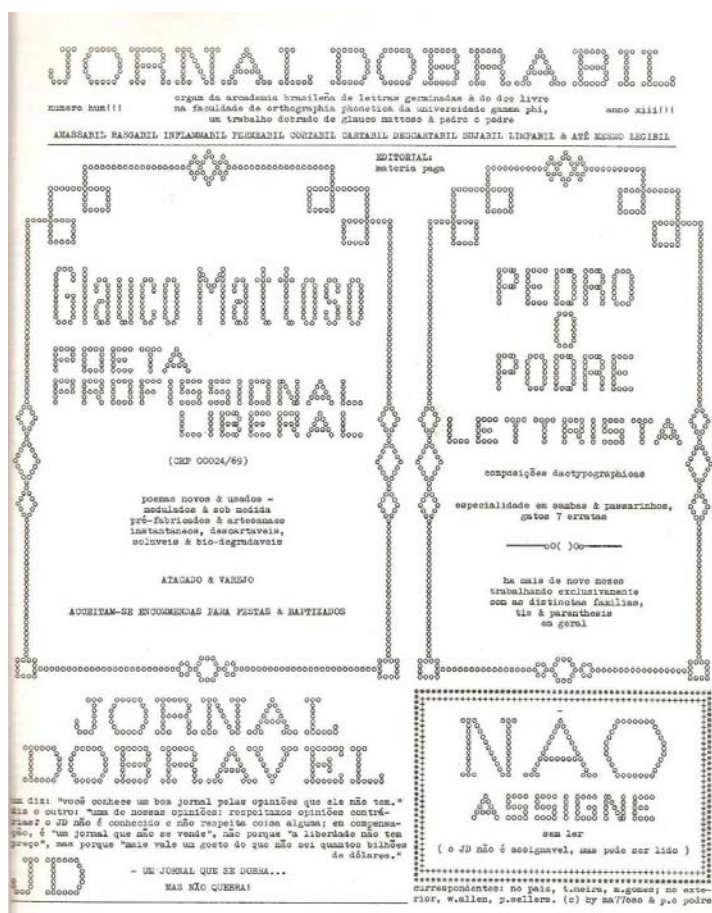 JORNAL DOBRABIL
orgam da arcademia brasileña de lettras germinadas & do doe livre
numero hum!!!
na faculdade de orthographia phonetica da universidade gamma phi,
anno xiii!!!
um trabalho dobrado de glauco mattoso & pedro o podre
AMASSABIL RASGABIL INFLAMMABIL PERMEABIL CORTABIL CARTABIL DESCARTABIL SUJABIL LIMPABIL & ATÉ MESMO LEGIBIL
EDITORIAL:
materia paga
Glauco Mattoso
POETA
PROFISSIONAL
LIBERAL
(CHP 00024/69)
poemas novos & usados -
modulados & sob medida
pré-fabricados & artesanaes
instantaneos, descartaveis,
soluveis & bio-degradaveis
ATACADO & VAREJO
ACCEITAM-SE ENCOMMENDAS PARA FESTAS & BAPTIZADOS
PEDRO
O
PODRE
LETTRISTA
composições dactypographicas
especialidade em sambas & passarinhos,
gatos 7 erratas
oO( )Oo
ha mais de nove mezes
trabalhando exclusivamente
com as distinctas familias,
tis & parenthesis
em geral
JORNAL
DOBRAVEL
um diz: "você conhece um bom jornal pelas opiniões que ele não tem."
diz o outro: "uma de nossas opiniões: respeitamos opiniões contrá-
rias? o JD não é conhecido e não respeita coisa alguma; em compensa-
ção, é "um jornal que não se vende", não porque "a liberdade não tem
preço", mas porque "mais vale um gosto do que não sei quantos bilhões
de dólares."
JD
- UM JORNAL QUE SE DOBRA...
MAS NÃO QUEBRA!
NÃO
ASSIGNE
sem ler
( o JD não é assignavel, mas pode ser lido )
correspondentes: no pais, t.neira, m.gomes; no exte-
rior, w.allen, p.sellers. (c) by ma77oso & p.o podre